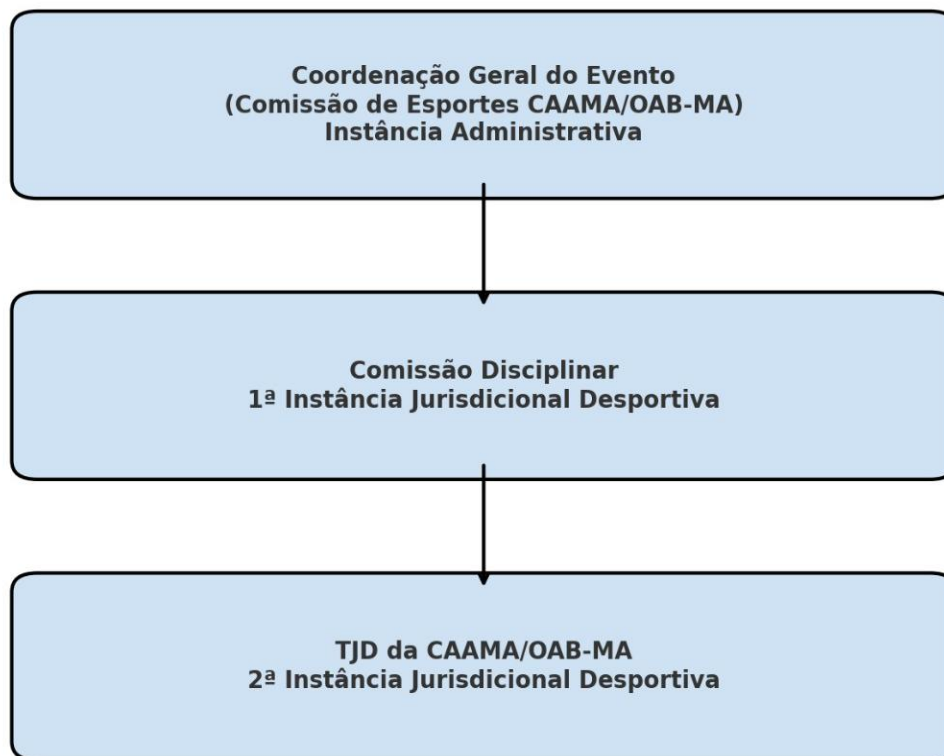 Coordenação Geral do Evento
(Comissão de Esportes CAAMA/OAB-MA)
Instância Administrativa
Comissão Disciplinar
1ª Instância Jurisdicional Desportiva
TJD da CAAMA/OAB-MA
2ª Instância Jurisdicional Desportiva